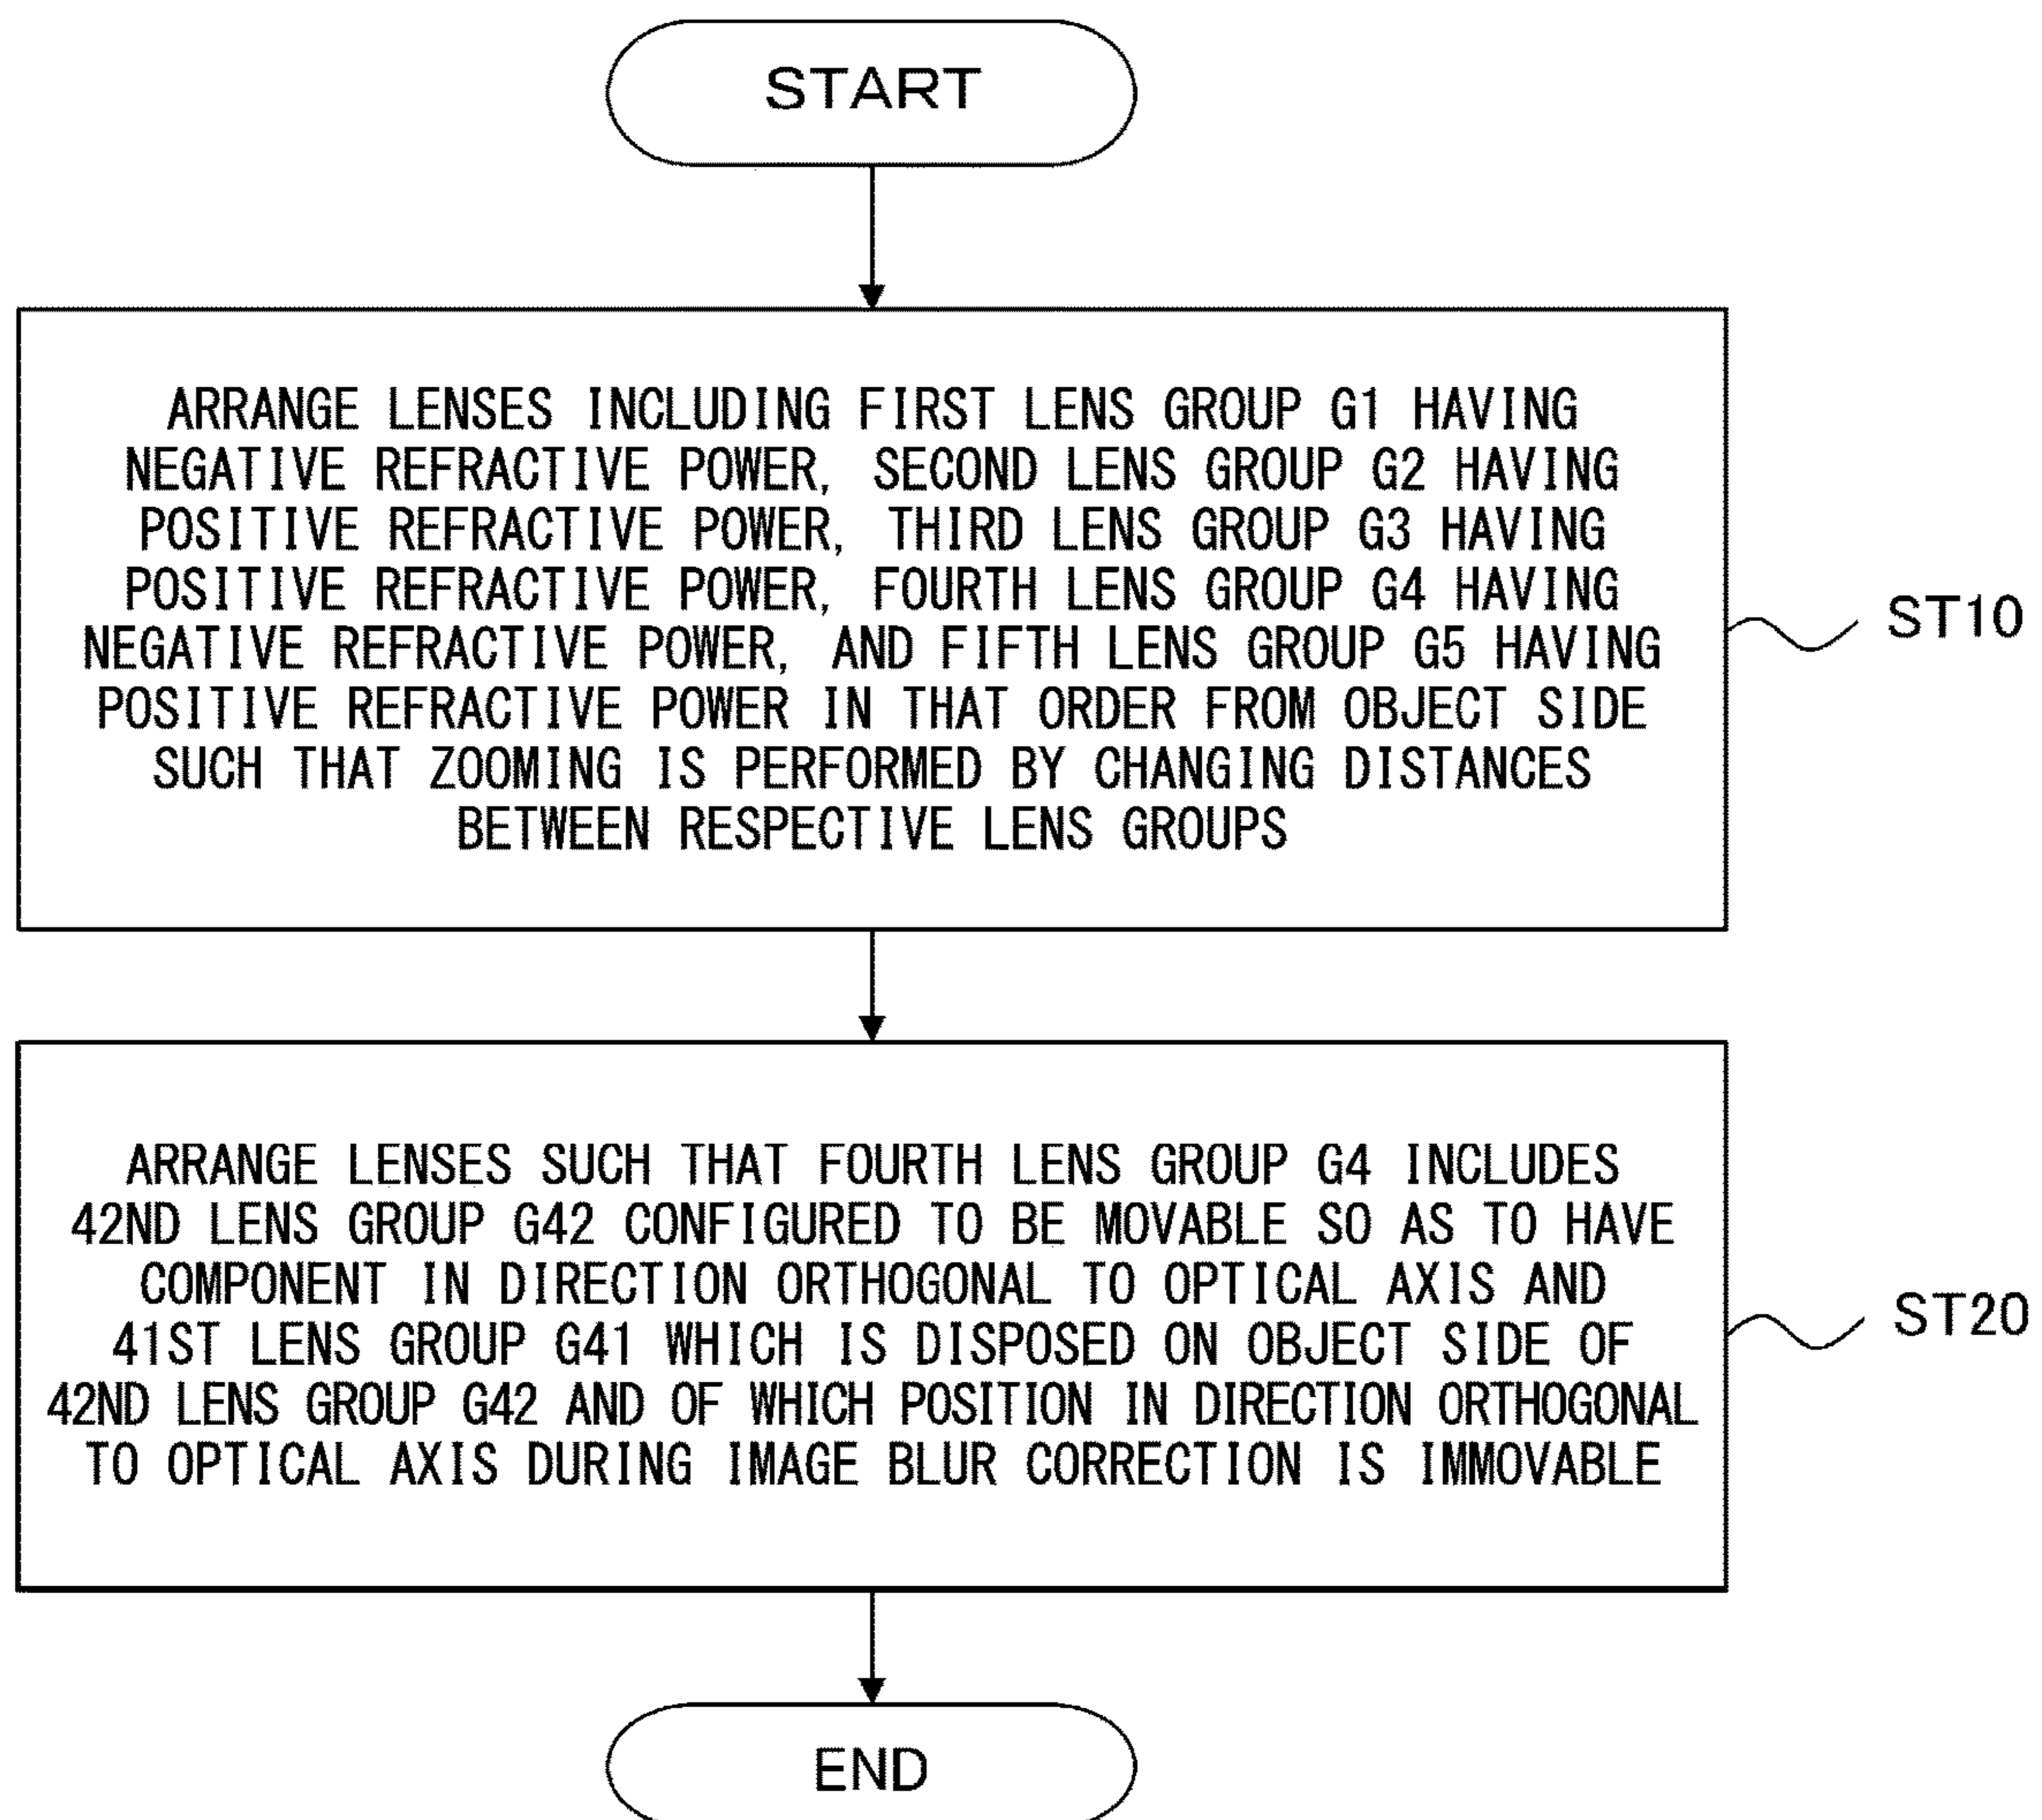 START
ARRANGE LENSES INCLUDING FIRST LENS GROUP G1 HAVING
NEGATIVE REFRACTIVE POWER, SECOND LENS GROUP G2 HAVING
POSITIVE REFRACTIVE POWER, THIRD LENS GROUP G3 HAVING
POSITIVE REFRACTIVE POWER, FOURTH LENS GROUP G4 HAVING
NEGATIVE REFRACTIVE POWER, AND FIFTH LENS GROUP G5 HAVING
POSITIVE REFRACTIVE POWER IN THAT ORDER FROM OBJECT SIDE
SUCH THAT ZOOMING IS PERFORMED BY CHANGING DISTANCES
BETWEEN RESPECTIVE LENS GROUPS
ST10
ARRANGE LENSES SUCH THAT FOURTH LENS GROUP G4 INCLUDES
42ND LENS GROUP G42 CONFIGURED TO BE MOVABLE SO AS TO HAVE
COMPONENT IN DIRECTION ORTHOGONAL TO OPTICAL AXIS AND
41ST LENS GROUP G41 WHICH IS DISPOSED ON OBJECT SIDE OF
42ND LENS GROUP G42 AND OF WHICH POSITION IN DIRECTION ORTHOGONAL
TO OPTICAL AXIS DURING IMAGE BLUR CORRECTION IS IMMOVABLE
ST20
END